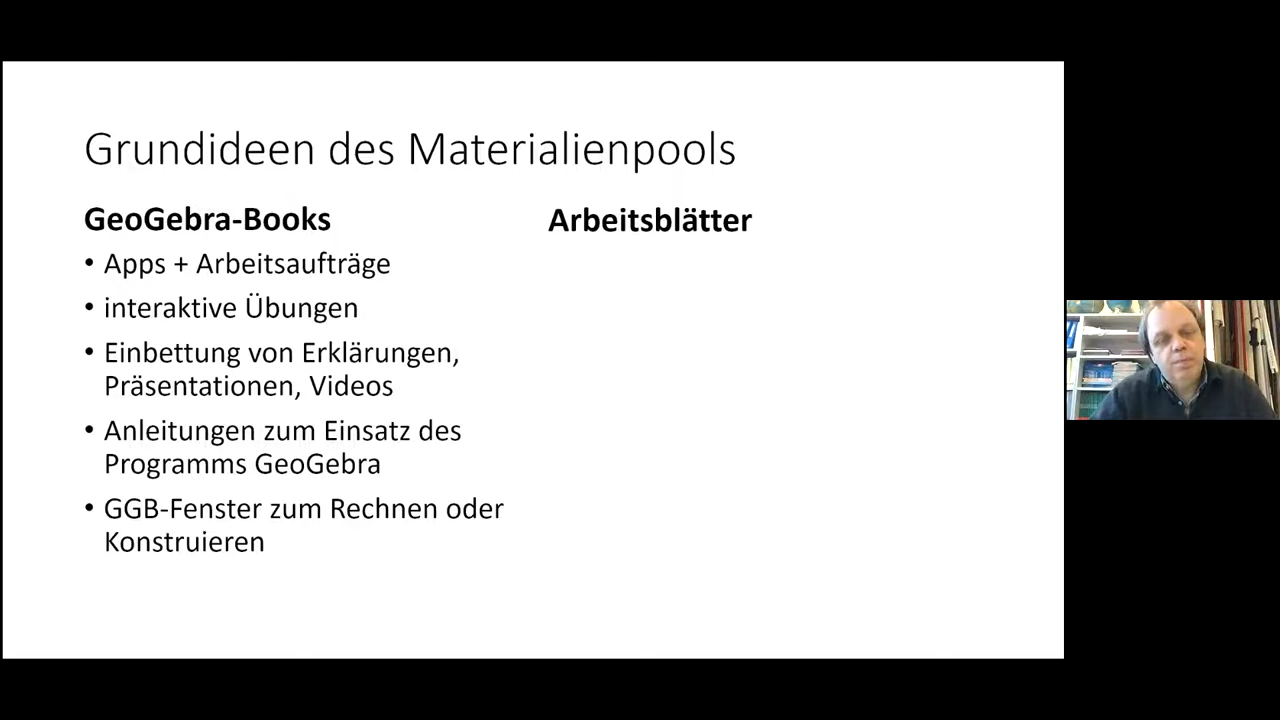 Grundideen des Materialienpools
GeoGebra-Books
• Apps + Arbeitsaufträge
• interaktive Übungen
• Einbettung von Erklärungen,
Präsentationen, Videos
• Anleitungen zum Einsatz des
Programms GeoGebra
• GGB-Fenster zum Rechnen oder
Konstruieren
Arbeitsblätter